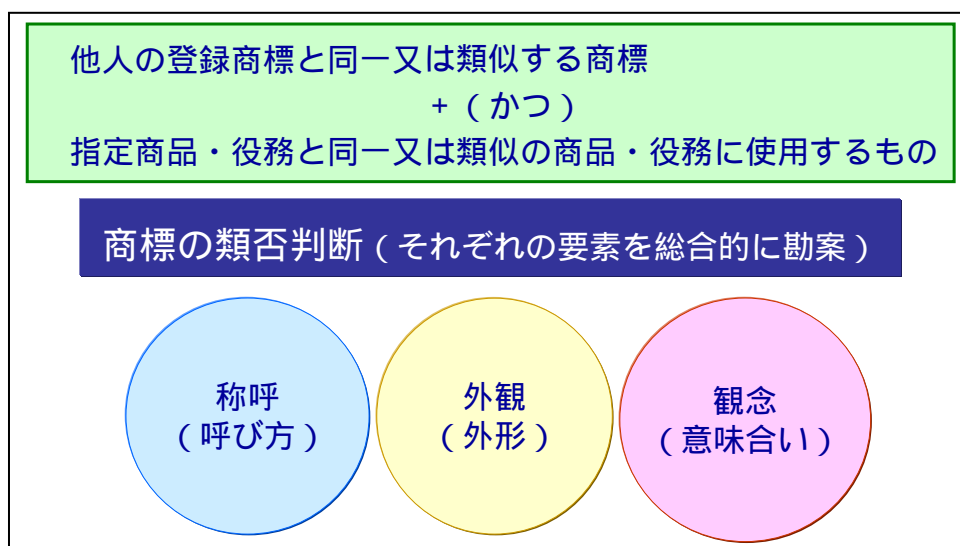 他人の登録商標と同一又は類似する商標
+(かつ)
指定商品・役務と同一又は類似の商品・役務に使用するもの
商標の類否判断(それぞれの要素を総合的に勘案)
称呼
(呼び方)
外観
(外形)
観念
(意味合い)